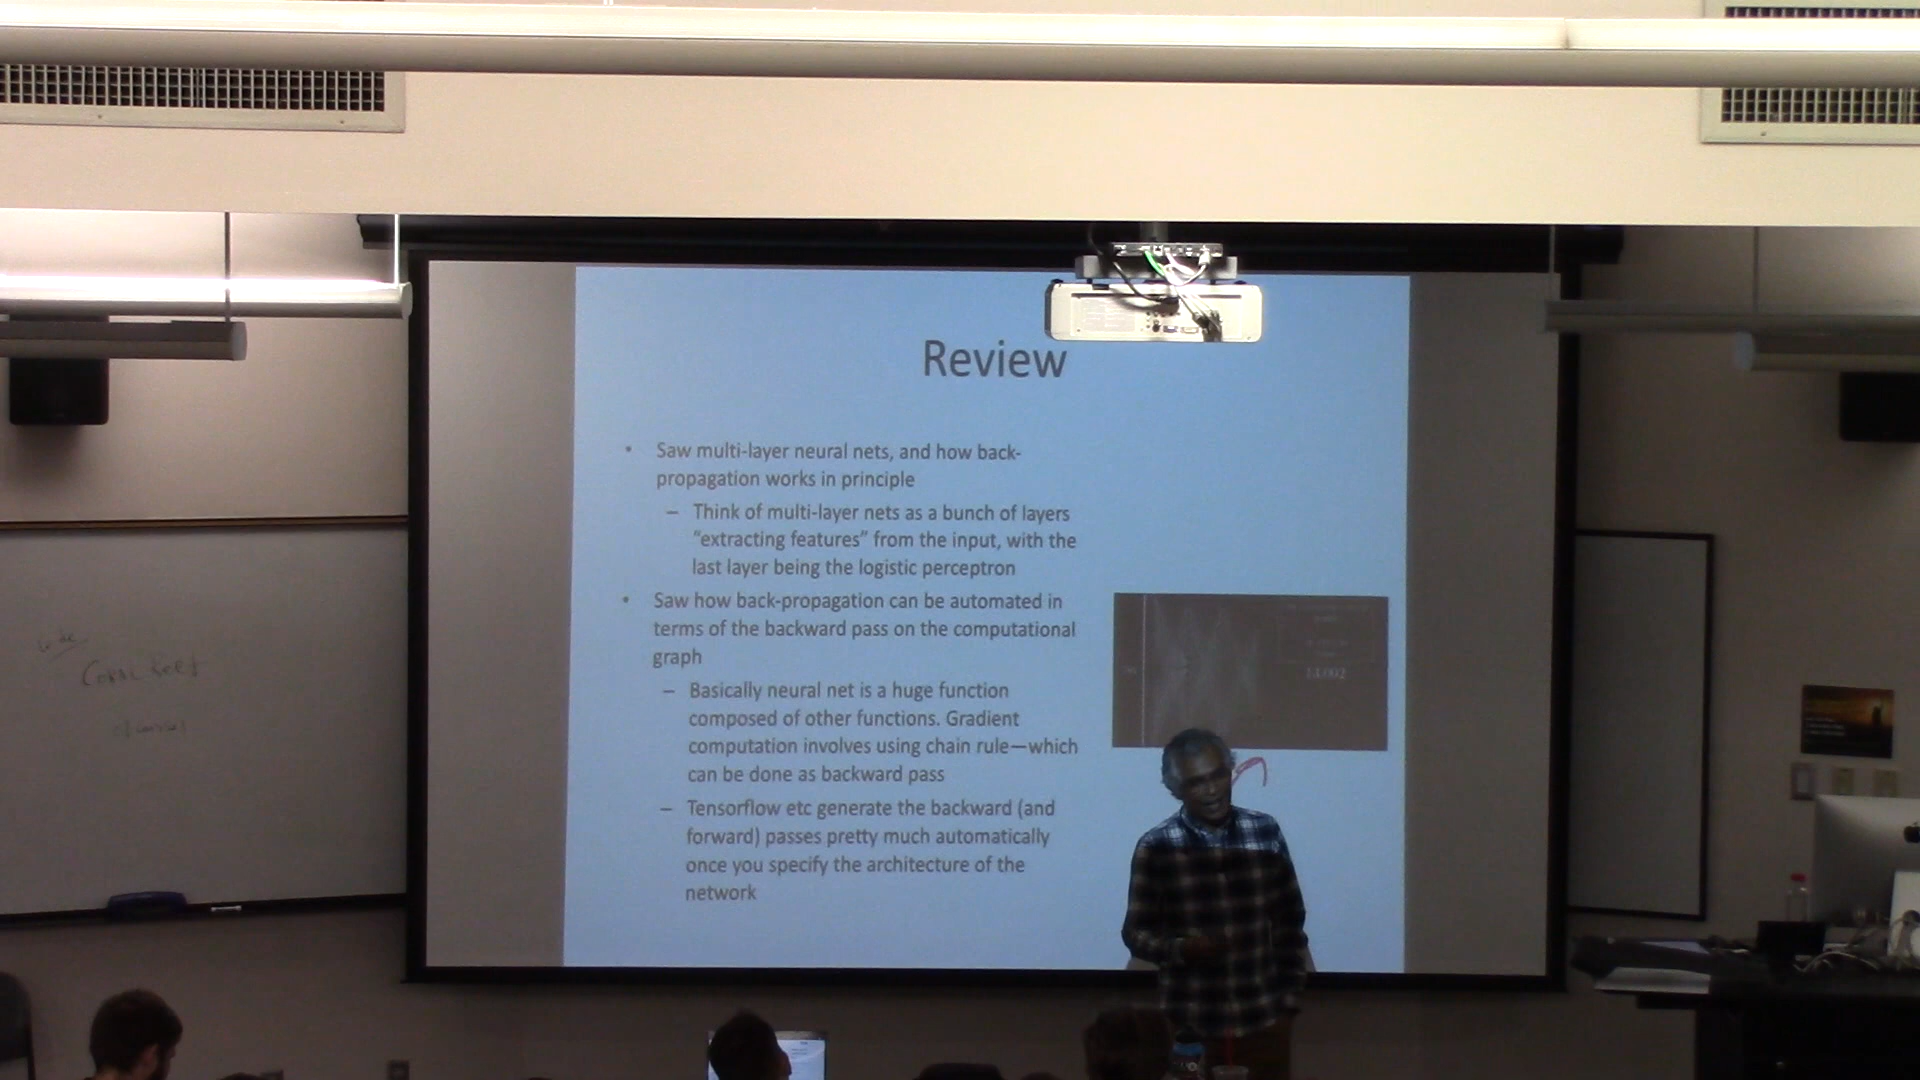 Review
• Saw multi-layer neural nets, and how back-
propagation works in principle
– Think of multi-layer nets as a bunch of layers
"extracting features" from the input, with the
last layer being the logistic perceptron
• Saw how back-propagation can be automated in
terms of the backward pass on the computational
graph
– Basically neural net is a huge function
composed of other functions. Gradient
computation involves using chain rule—which
can be done as backward pass
– Tensorflow etc generate the backward (and
forward) passes pretty much automatically
once you specify the architecture of the
network